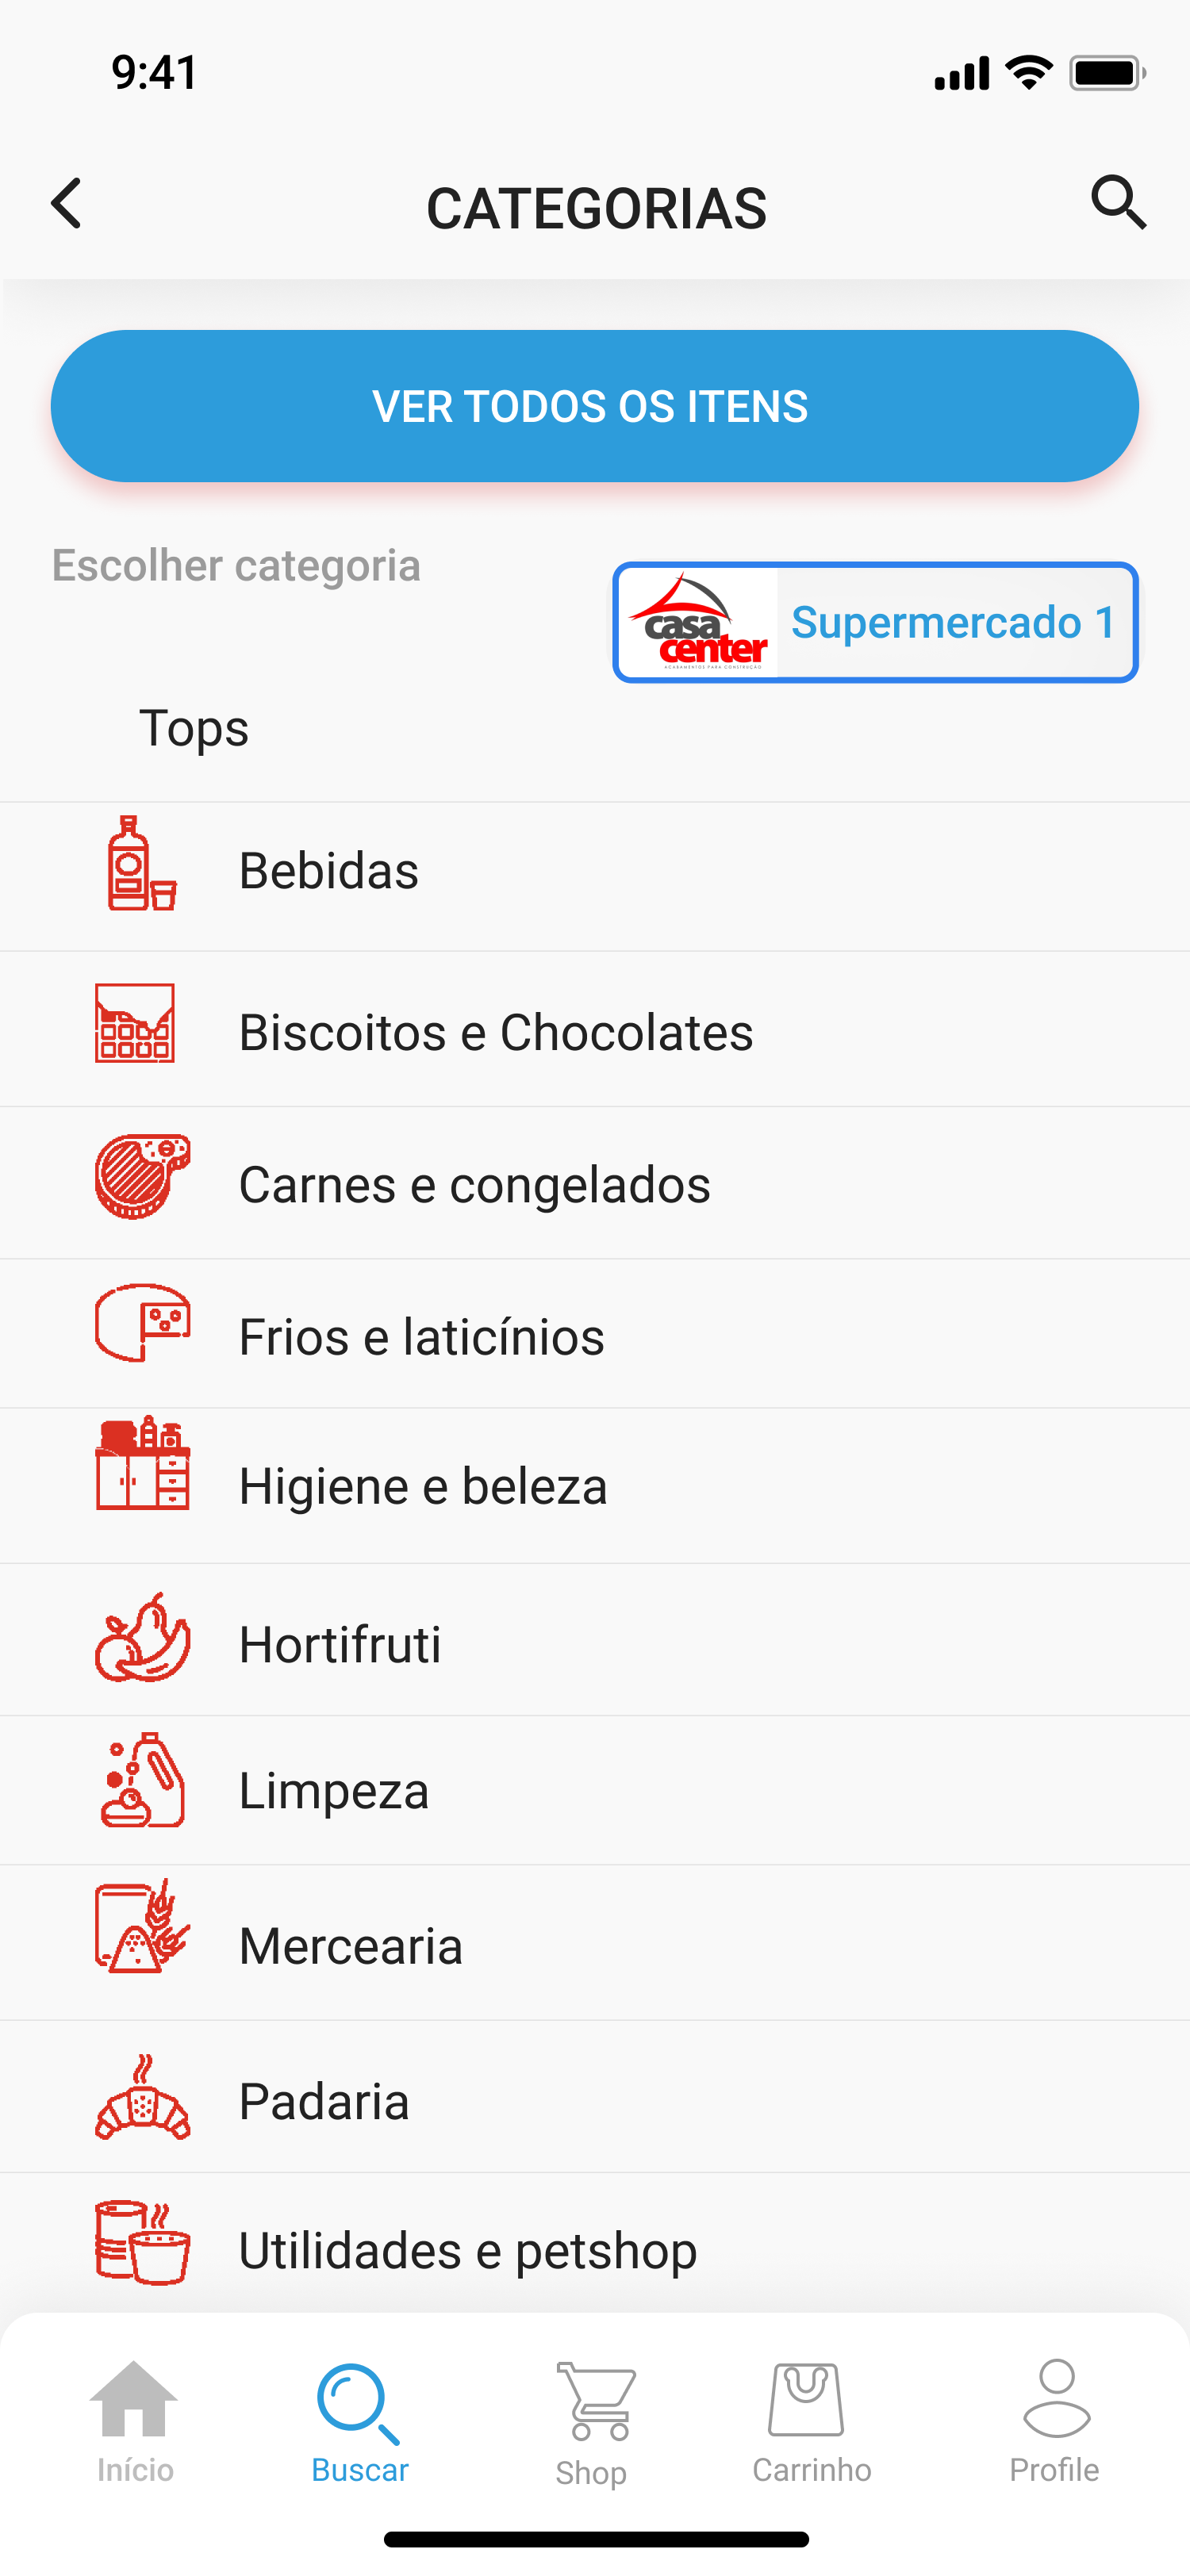 9:41
CATEGORIAS
VER TODOS OS ITENS
Escolher categoria
casa
center
ACABAMENTOS PARA CONSTRUÇÃO
Supermercado 1
Tops
Bebidas
Biscoitos e Chocolates
Carnes e congelados
Frios e laticínios
Higiene e beleza
Hortifruti
Limpeza
Mercearia
Padaria
Utilidades e petshop
Início
Buscar
Shop
Carrinho
Profile